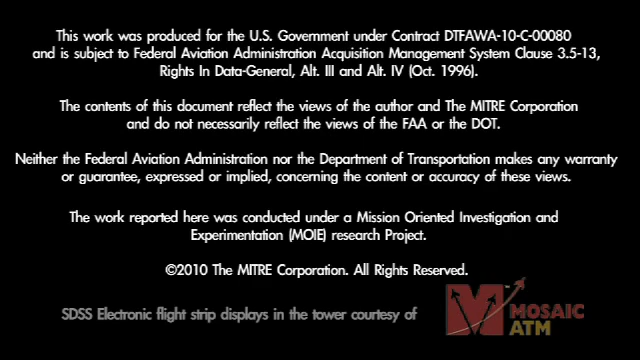 This work was produced for the U.S. Government under Contract DTFAWA-10-C-00080
and is subject to Federal Aviation Administration Acquisition Management System Clause 3.5-13,
Rights In Data-General, Alt. III and Alt. IV (Oct. 1996).
The contents of this document reflect the views of the author and The MITRE Corporation
and do not necessarily reflect the views of the FAA or the DOT.
Neither the Federal Aviation Administration nor the Department of Transportation makes any warranty
or guarantee, expressed or implied, concerning the content or accuracy of these views.
The work reported here was conducted under a Mission Oriented Investigation and
Experimentation (MOIE) research Project.
©2010 The MITRE Corporation. All Rights Reserved.
SDSS Electronic flight strip displays in the tower courtesy of
M™ MOSAIC
ATM